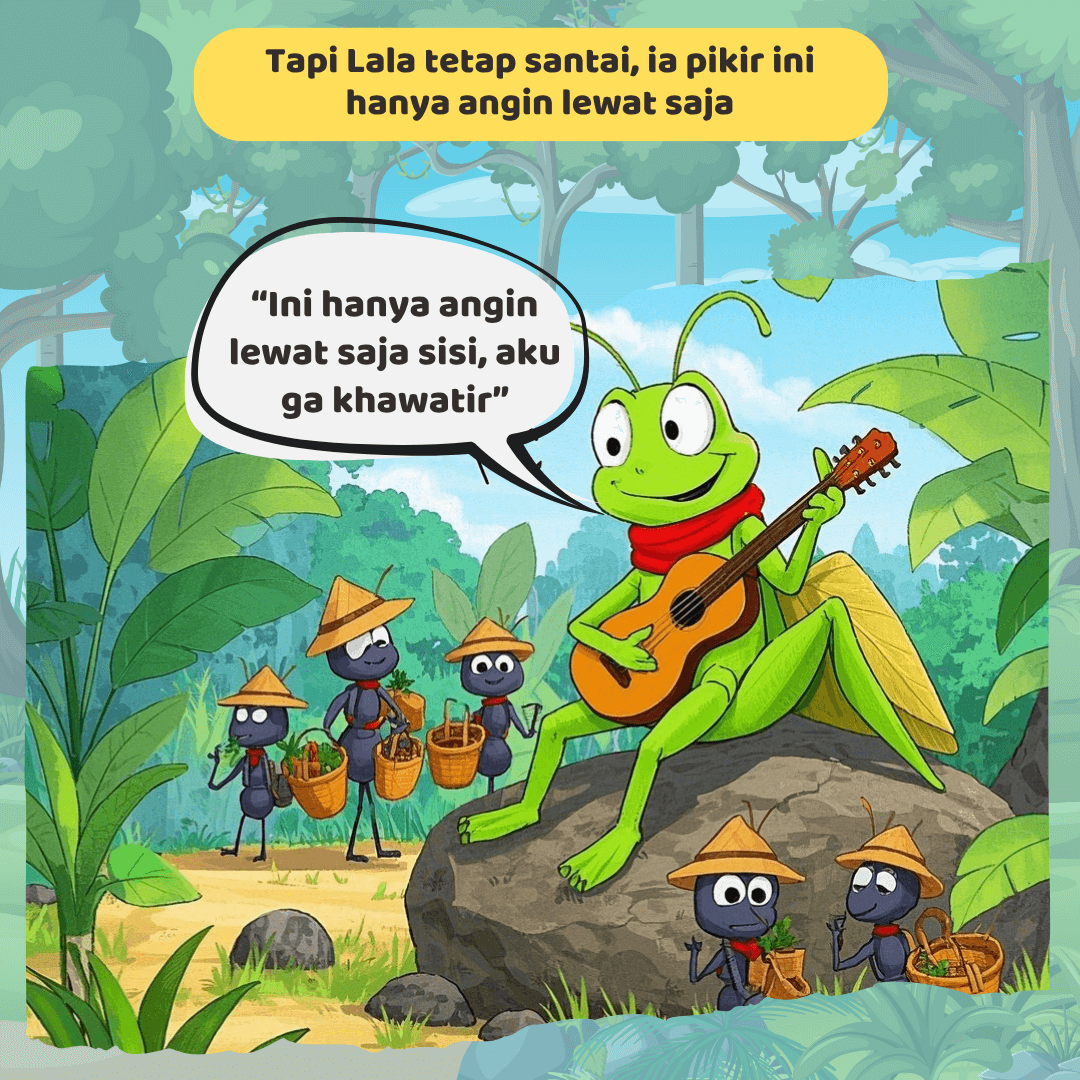 Tapi Lala tetap santai, ia pikir ini
hanya angin lewat saja
“Ini hanya angin
lewat saja sisi, aku
ga khawatir”